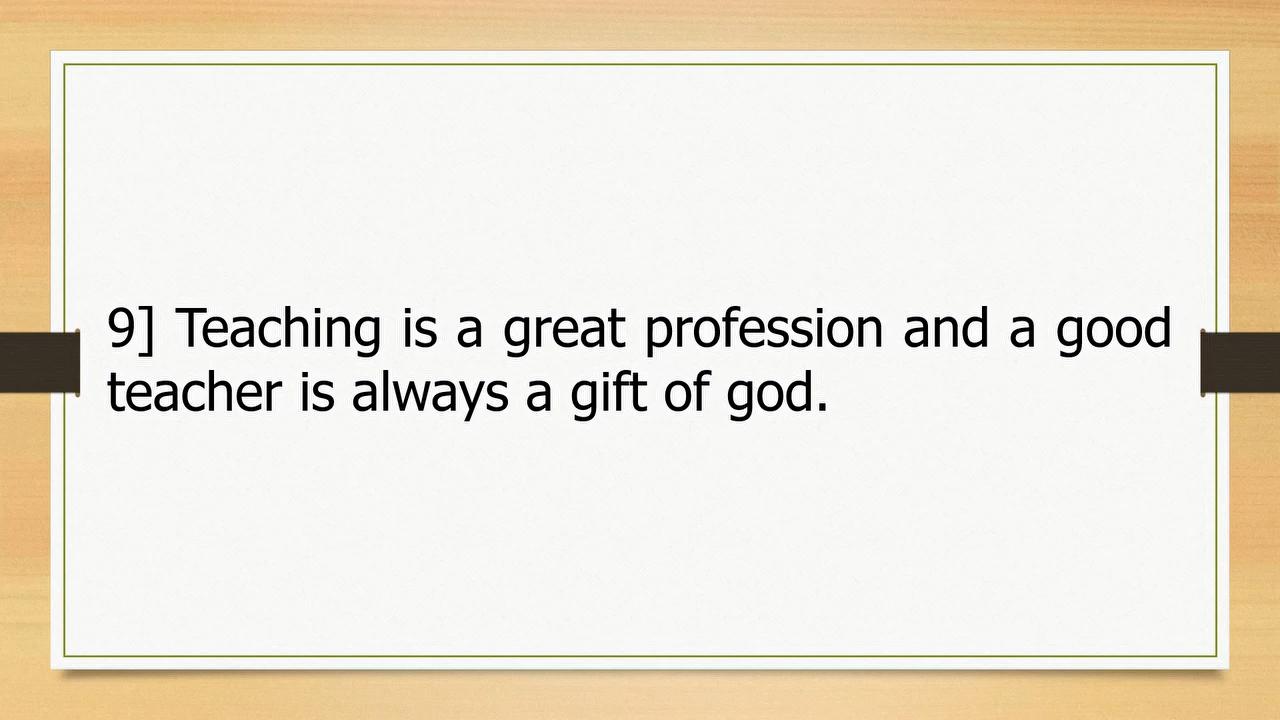 9] Teaching is a great profession and a good
teacher is always a gift of god.